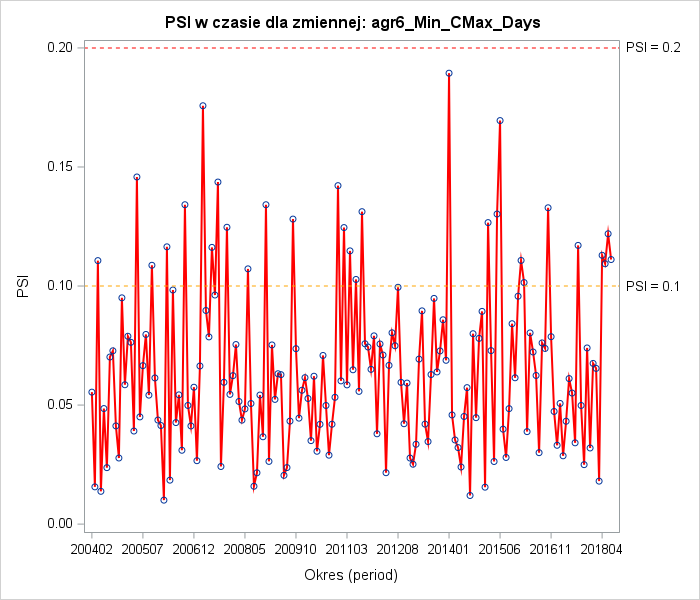 PSI w czasie dla zmiennej: agr6_Min_CMax_Days
0.20
PSI = 0.2
0.15
0.10
PSI = 0.1
PSI
0.05
0.00
200402 200507 200612 200805 200910 201103 201208 201401 201506 201611 201804
Okres (period)